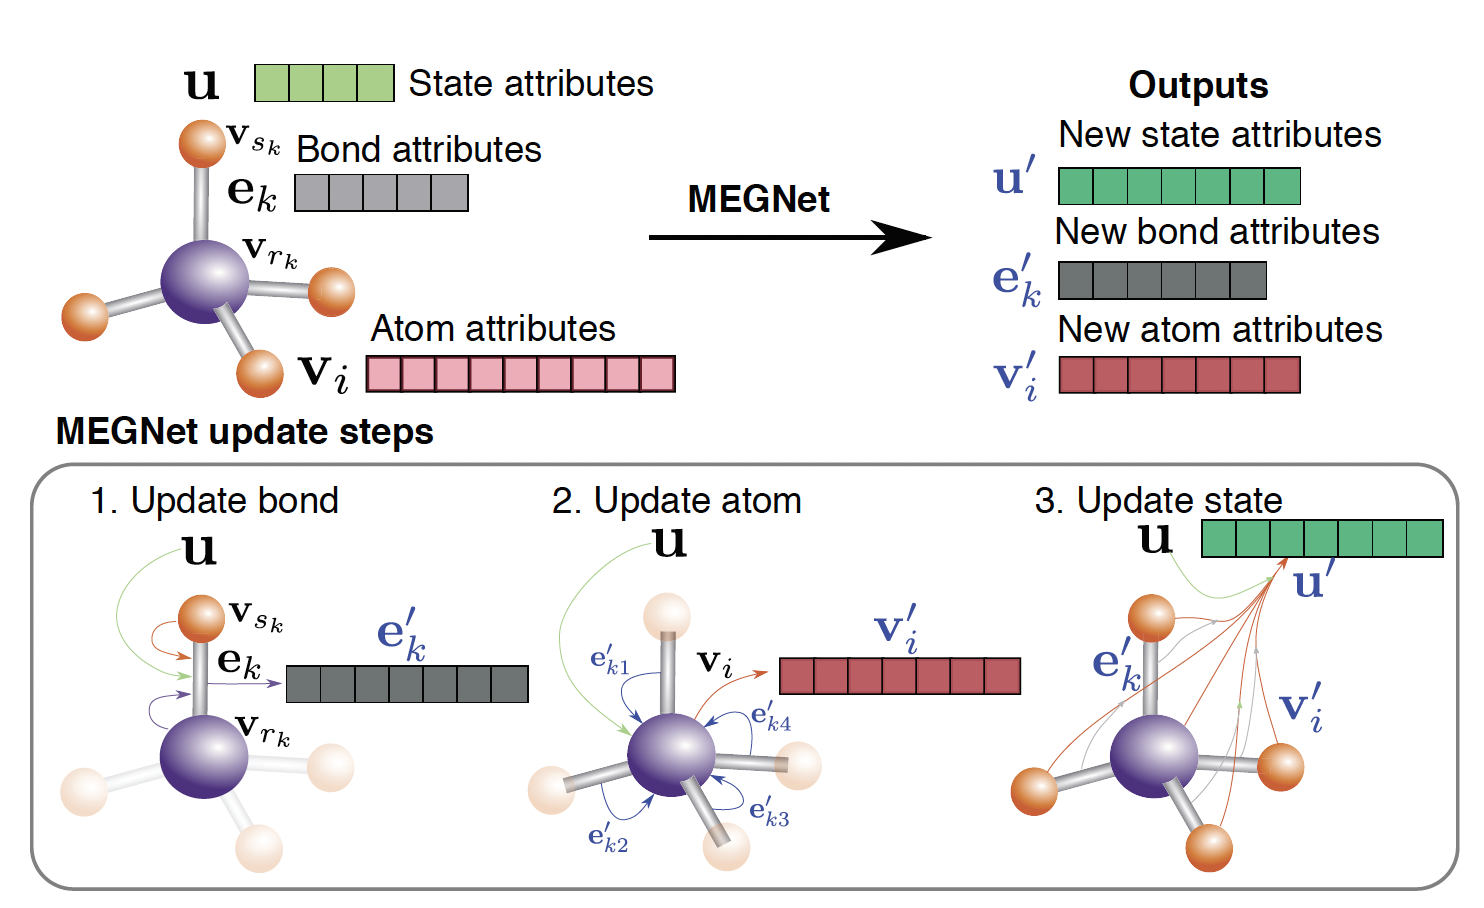 u State attributes
v_{s_k} Bond attributes
e_k
v_{r_k}
Atom attributes
v_i
MEGNet
Outputs
New state attributes
u′
New bond attributes
e′_k
New atom attributes
v′_i
MEGNet update steps
1. Update bond
u
v_{s_k}
e_k
e′_k
v_{r_k}
2. Update atom
u
e′_{k1}
v_i
v′_i
e′_{k4}
e′_{k3}
e′_{k2}
3. Update state
u
u′
e′_k
v′_i